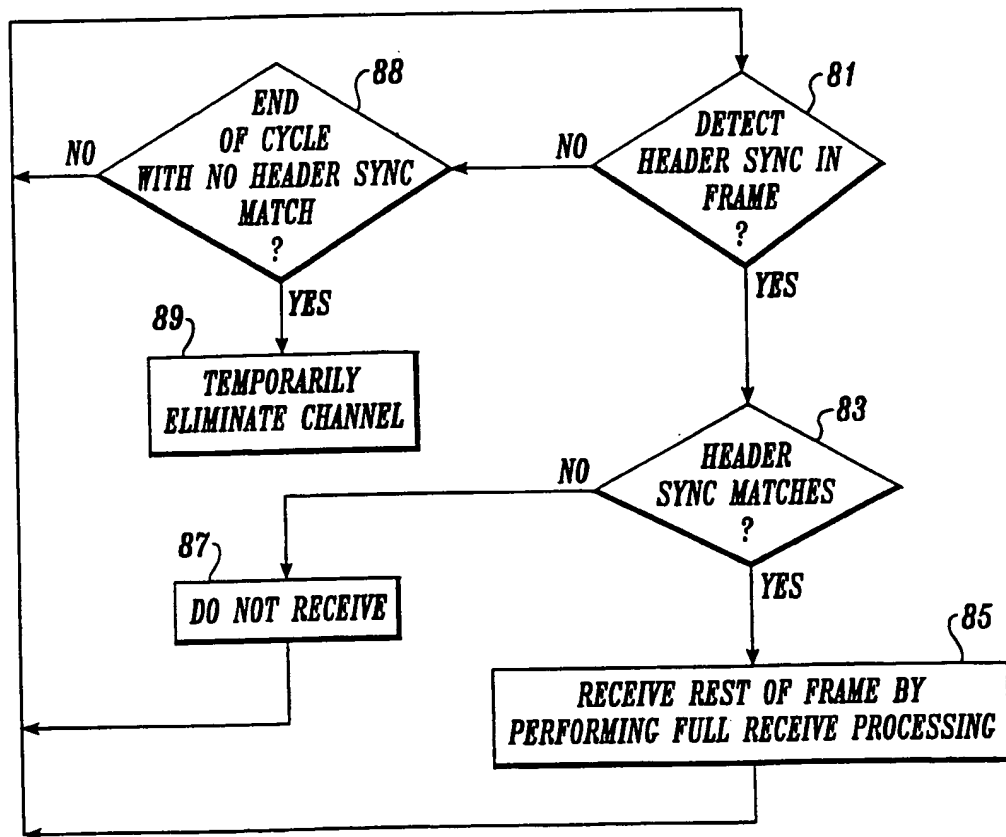 88
END
OF CYCLE
WITH NO HEADER SYNC
MATCH
?
NO
YES
81
DETECT
HEADER SYNC IN
FRAME
?
NO
YES
89
TEMPORARILY
ELIMINATE CHANNEL
83
HEADER
SYNC MATCHES
?
NO
YES
87
DO NOT RECEIVE
85
RECEIVE REST OF FRAME BY
PERFORMING FULL RECEIVE PROCESSING